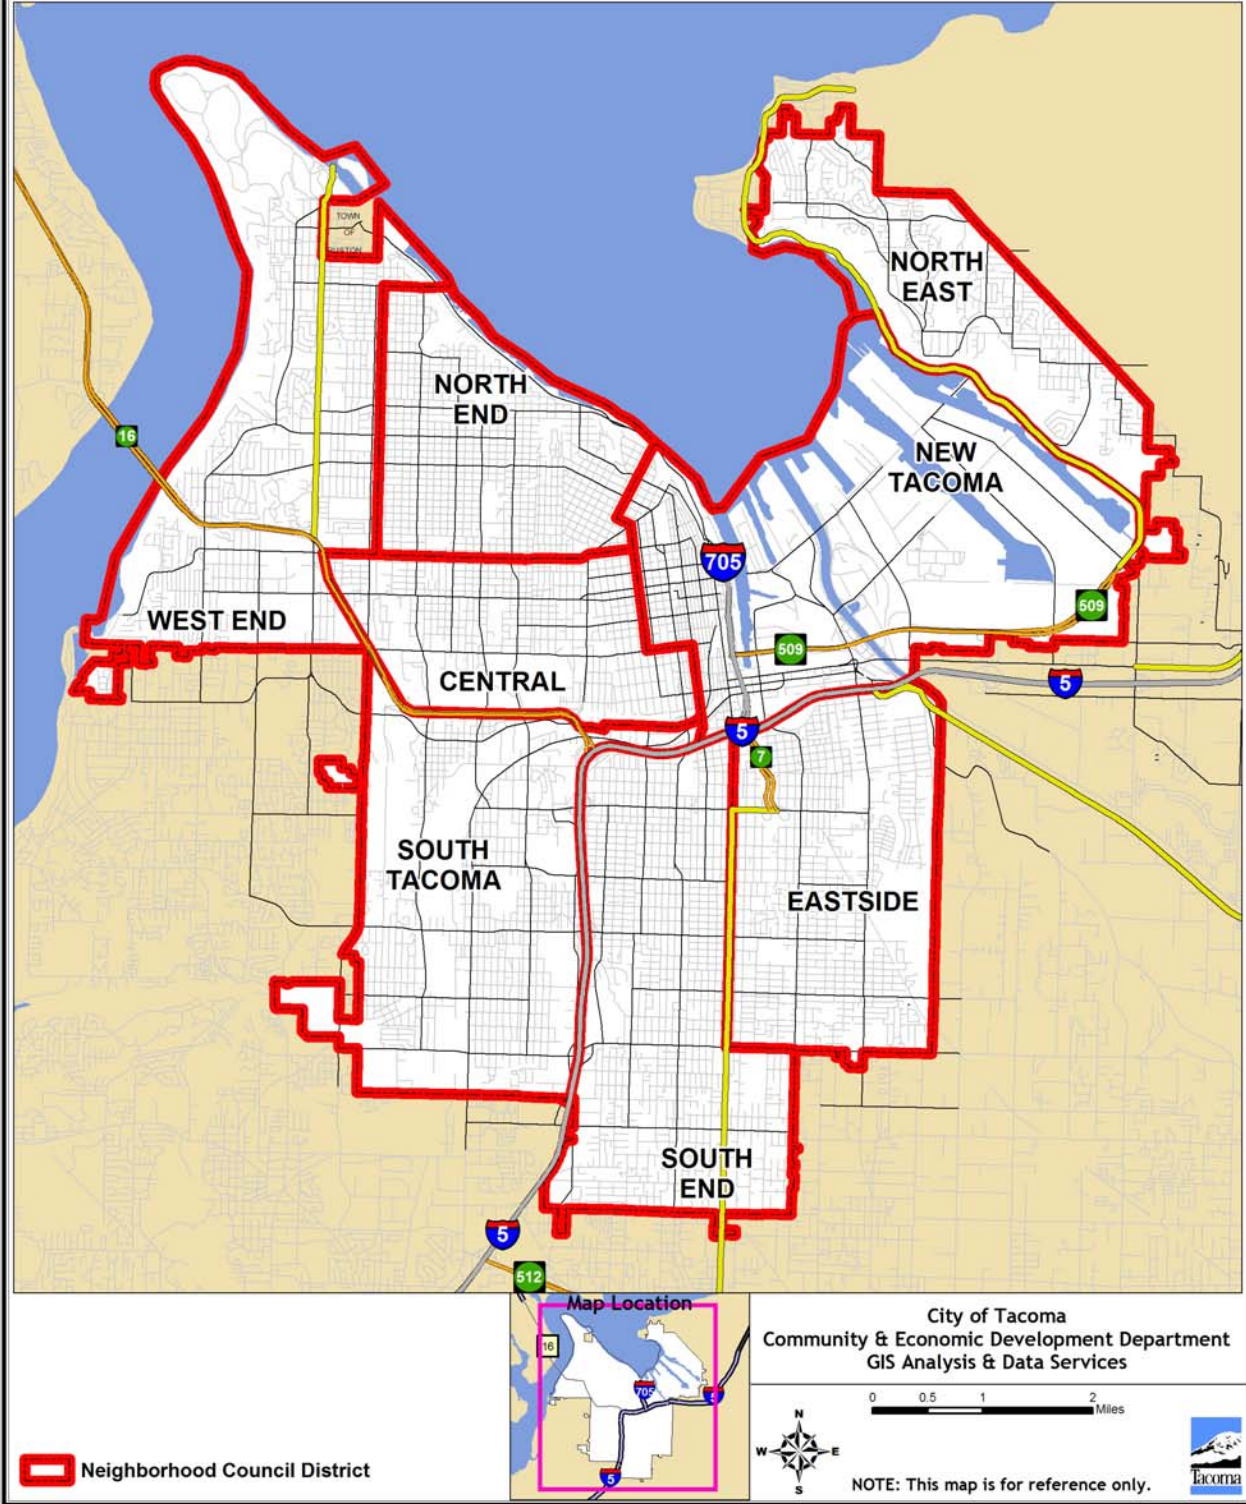 TOWN
OF
RUSTON
NORTH
EAST
NORTH
END
16
NEW
TACOMA
705
509
WEST END
509
CENTRAL
5
5
7
SOUTH
TACOMA
EASTSIDE
SOUTH
END
5
512
Map Location
16
705
5
5
Neighborhood Council District
City of Tacoma
Community & Economic Development Department
GIS Analysis & Data Services
0 0.5 1 2
Miles
N
W E
S
NOTE: This map is for reference only.
Tacoma